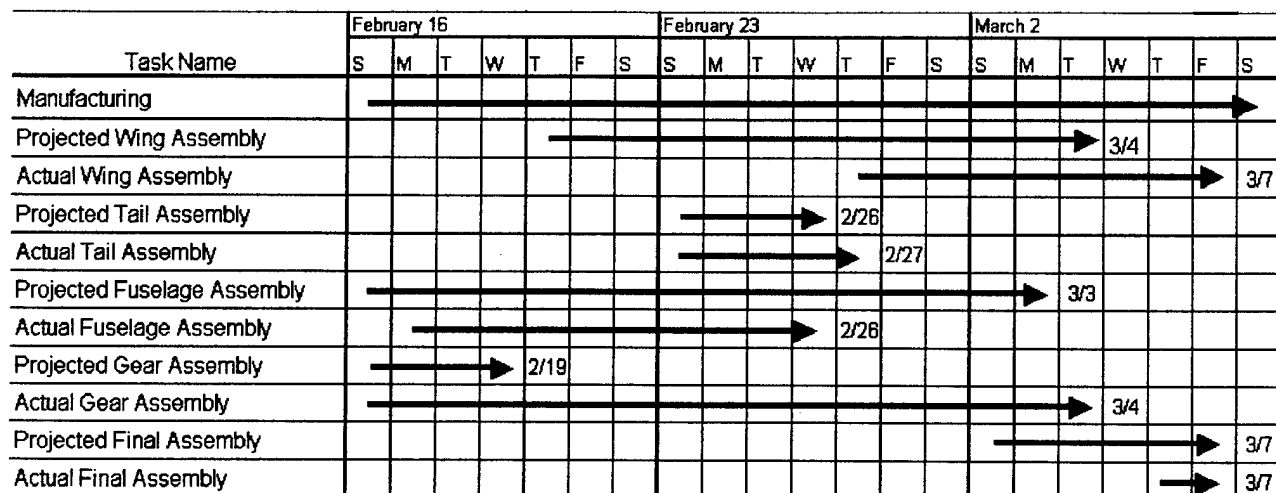 February 16 February 23 March 2
Task Name S M T W T F S S M T W T F S S M T W T F S
Manufacturing
Projected Wing Assembly 3/4
Actual Wing Assembly 3/7
Projected Tail Assembly 2/26
Actual Tail Assembly 2/27
Projected Fuselage Assembly 3/3
Actual Fuselage Assembly 2/26
Projected Gear Assembly 2/19
Actual Gear Assembly 3/4
Projected Final Assembly 3/7
Actual Final Assembly 3/7